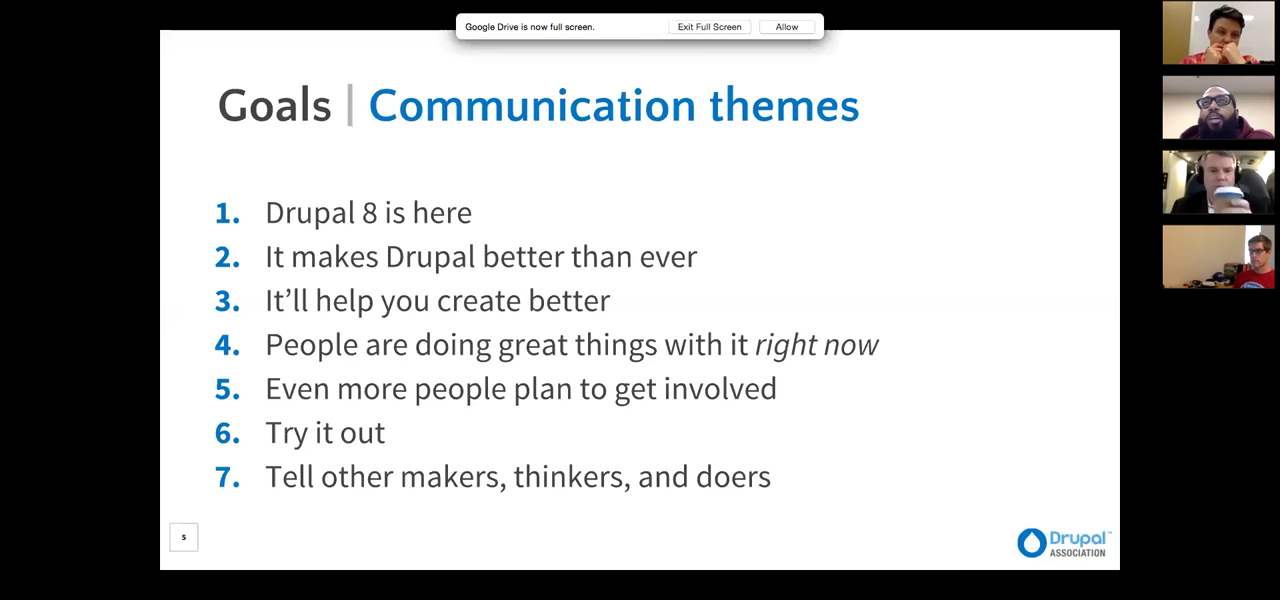 Google Drive is now full screen. Exit Full Screen Allow
Goals | Communication themes
1. Drupal 8 is here
2. It makes Drupal better than ever
3. It’ll help you create better
4. People are doing great things with it right now
5. Even more people plan to get involved
6. Try it out
7. Tell other makers, thinkers, and doers
5
Drupal™
ASSOCIATION